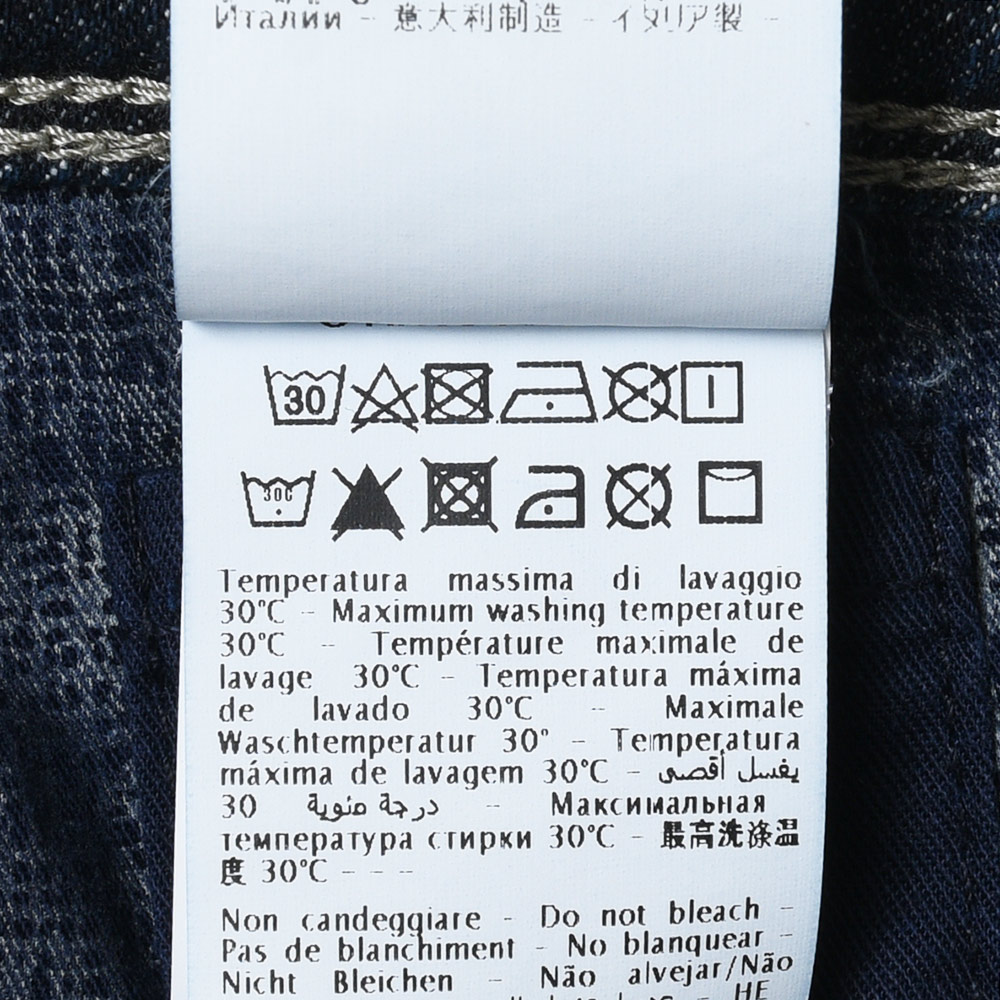 Италии - 意大利制造 - イタリア製 -
30
30C
Temperatura massima di lavaggio
30°C - Maximum washing temperature
30°C - Température maximale de
lavage 30°C - Temperatura máxima
de lavado 30°C - Maximale
Waschtemperatur 30° - Temperatura
máxima de lavagem 30°C - يغسل أقصى
30 درجة مئوية - Максимальная
температура стирки 30°C - 最高洗涤温
度 30°C - - -
Non candeggiare - Do not bleach -
Pas de blanchiment - No blanquear -
Nicht Bleichen - Não alvejar/Não
HE